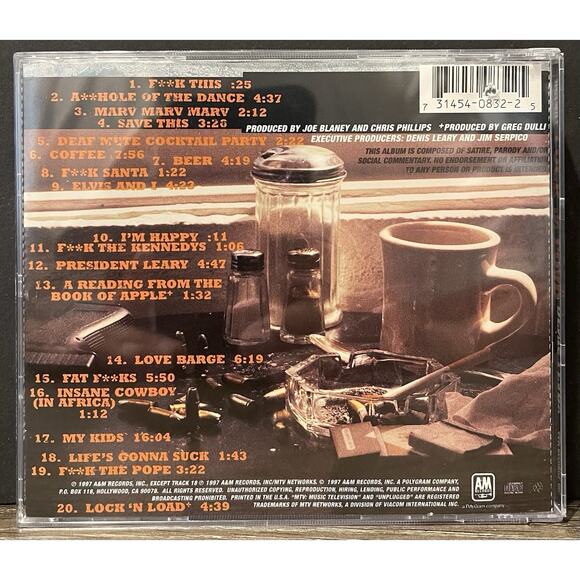 1. F**K THIS :25
2. A**HOLE OF THE DANCE 4:37
3. MARV MARV MARV 2:12
4. SAVE THIS! 3:26
5. DEAF MUTE COCKTAIL PARTY 2:22
6. COFFEE 7:56
7. BEER 4:19
8. F**K SANTA 1:22
9. ELVIS AND I 4:23
10. I'M HAPPY :11
11. F**K THE KENNEDYS 1:06
12. PRESIDENT LEARY 4:47
13. A READING FROM THE
BOOK OF APPLE+ 1:32
14. LOVE BARGE 6:19
15. FAT F**KS 5:50
16. INSANE COWBOY
(IN AFRICA)
1:12
17. MY KIDS 16:04
18. LIFE'S GONNA SUCK 1:43
19. F**K THE POPE 3:22
20. LOCK 'N LOAD+ 4:39
7 31454-0832-2 5
PRODUCED BY JOE BLANEY AND CHRIS PHILLIPS +PRODUCED BY GREG DULLI
EXECUTIVE PRODUCERS: DENIS LEARY AND JIM SERPICO
THIS ALBUM IS COMPOSED OF SATIRE, PARODY AND/OR
SOCIAL COMMENTARY. NO ENDORSEMENT OR AFFILIATION
TO ANY PERSON OR PRODUCT IS INTENDED
℗ 1997 A&M RECORDS, INC., EXCEPT TRACK 18 ℗ 1997 A&M RECORDS, INC/MTV NETWORKS. © 1997 A&M RECORDS, INC. A POLYGRAM COMPANY,
P.O. BOX 118, HOLLYWOOD, CA 90078. ALL RIGHTS RESERVED. UNAUTHORIZED COPYING, REPRODUCTION, HIRING, LENDING, PUBLIC PERFORMANCE AND
BROADCASTING PROHIBITED. PRINTED IN THE U.S.A. "MTV: MUSIC TELEVISION" AND "UNPLUGGED" ARE REGISTERED
TRADEMARKS OF MTV NETWORKS, A DIVISION OF VIACOM INTERNATIONAL INC.
A&M
RECORDS
a PolyGram company